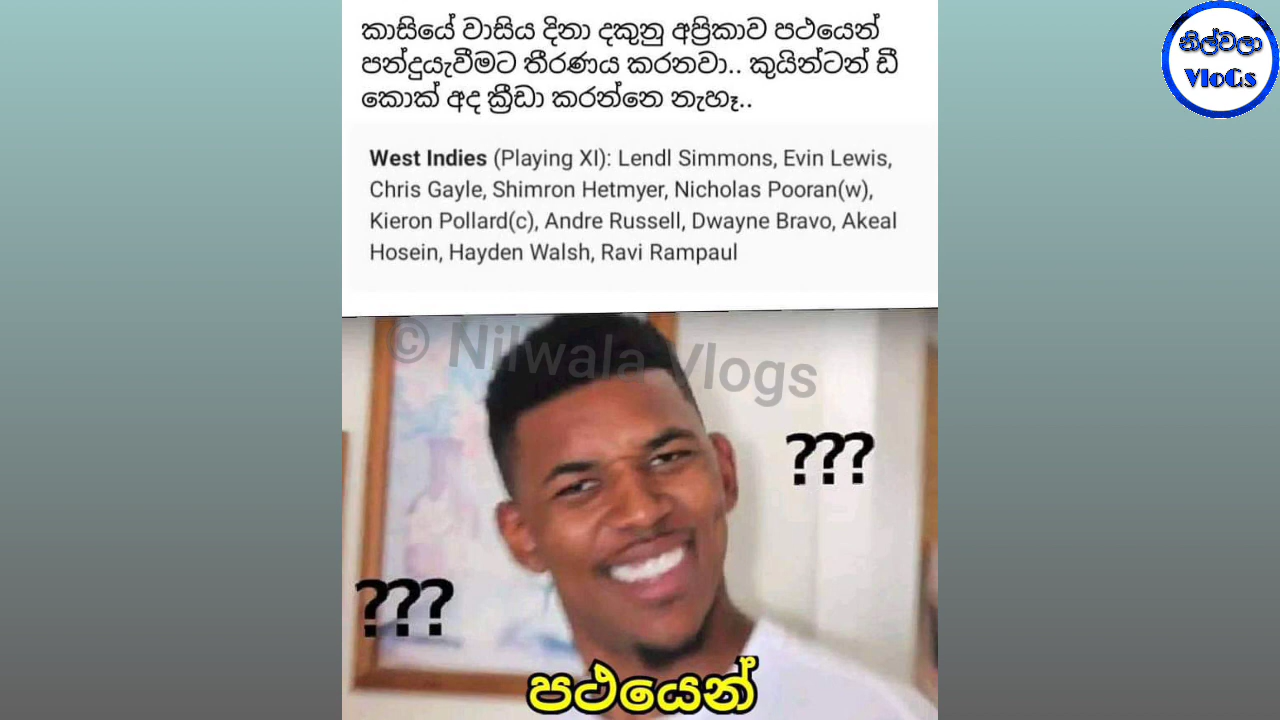 කාසියේ වාසිය දිනා දකුනු අප්‍රිකාව පථයෙන්
පන්දුයැවීමට තීරණය කරනවා.. කුයින්ටන් ඩී
කොක් අද ක්‍රීඩා කරන්නෙ නැහෑ..
නිල්වලා
VloGs
West Indies (Playing XI): Lendl Simmons, Evin Lewis,
Chris Gayle, Shimron Hetmyer, Nicholas Pooran(w),
Kieron Pollard(c), Andre Russell, Dwayne Bravo, Akeal
Hosein, Hayden Walsh, Ravi Rampaul
© Nilwala Vlogs
???
???
පථයෙන්